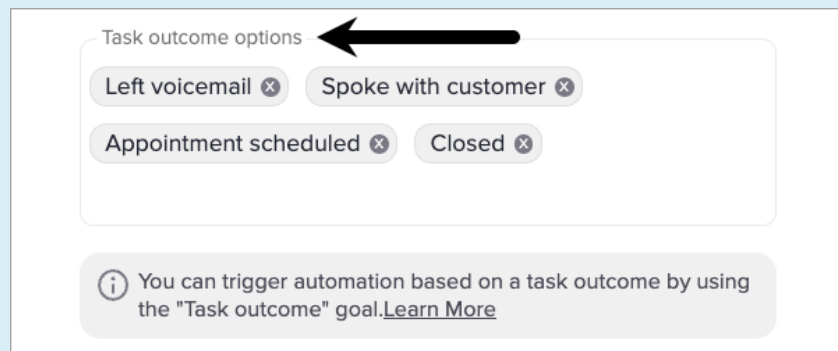 Task outcome options
Left voicemail Spoke with customer
Appointment scheduled Closed
You can trigger automation based on a task outcome by using
the "Task outcome" goal.Learn More